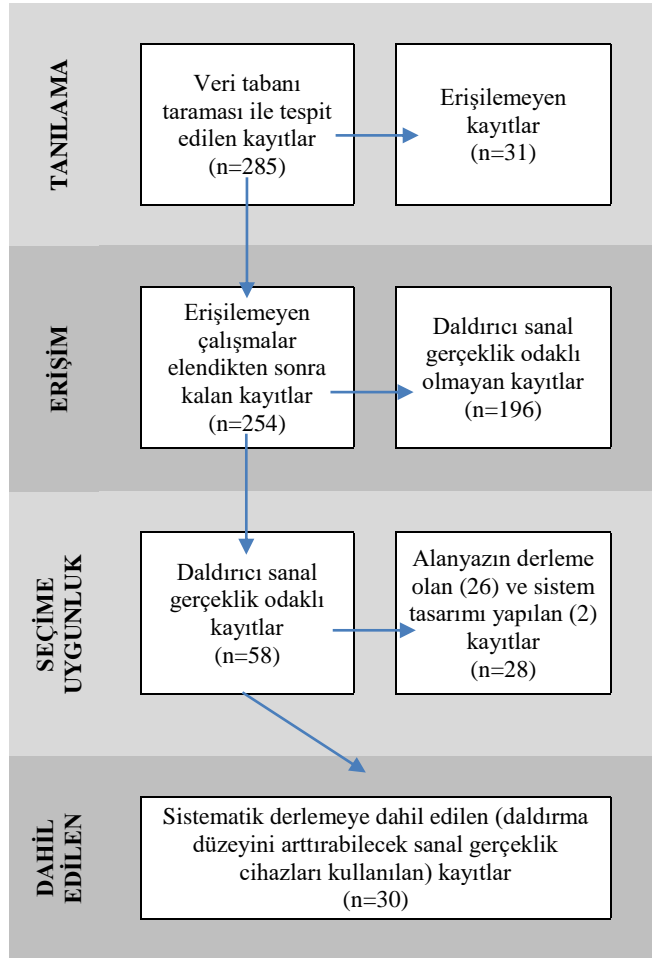 TANILAMA
Veri tabanı
taraması ile tespit
edilen kayıtlar
(n=285)
Erişilemeyen
kayıtlar
(n=31)
ERİŞİM
Erişilemeyen
çalışmalar
elendikten sonra
kalan kayıtlar
(n=254)
Daldırıcı sanal
gerçeklik odaklı
olmayan kayıtlar
(n=196)
SEÇİME
UYGUNLUK
Daldırıcı sanal
gerçeklik odaklı
kayıtlar
(n=58)
Alanyazın derleme
olan (26) ve sistem
tasarımı yapılan (2)
kayıtlar
(n=28)
DAHİL
EDİLEN
Sistematik derlemeye dahil edilen (daldırma
düzeyini arttırabilecek sanal gerçeklik
cihazları kullanılan) kayıtlar
(n=30)